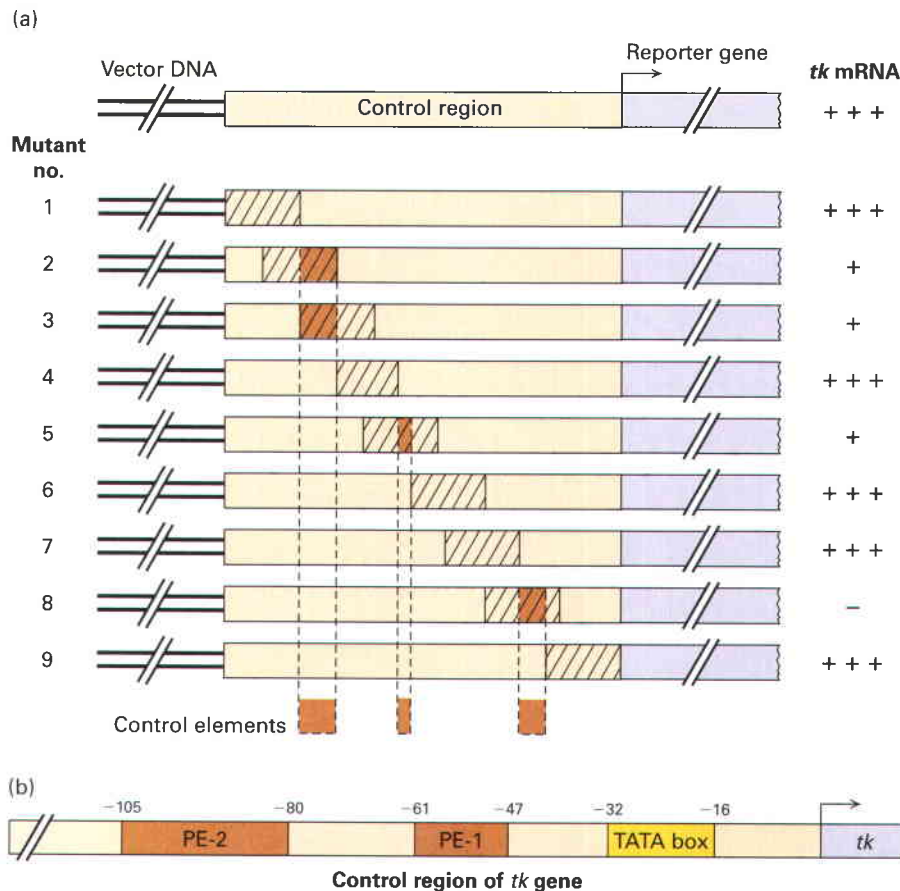 (a)
Reporter gene
Vector DNA
tk mRNA
Control region
+ + +
Mutant
no.
1 + + +
2 +
3 +
4 + + +
5 +
6 + + +
7 + + +
8 −
9 + + +
Control elements
(b)
−105 −80 −61 −47 −32 −16
PE-2 PE-1 TATA box tk
Control region of tk gene